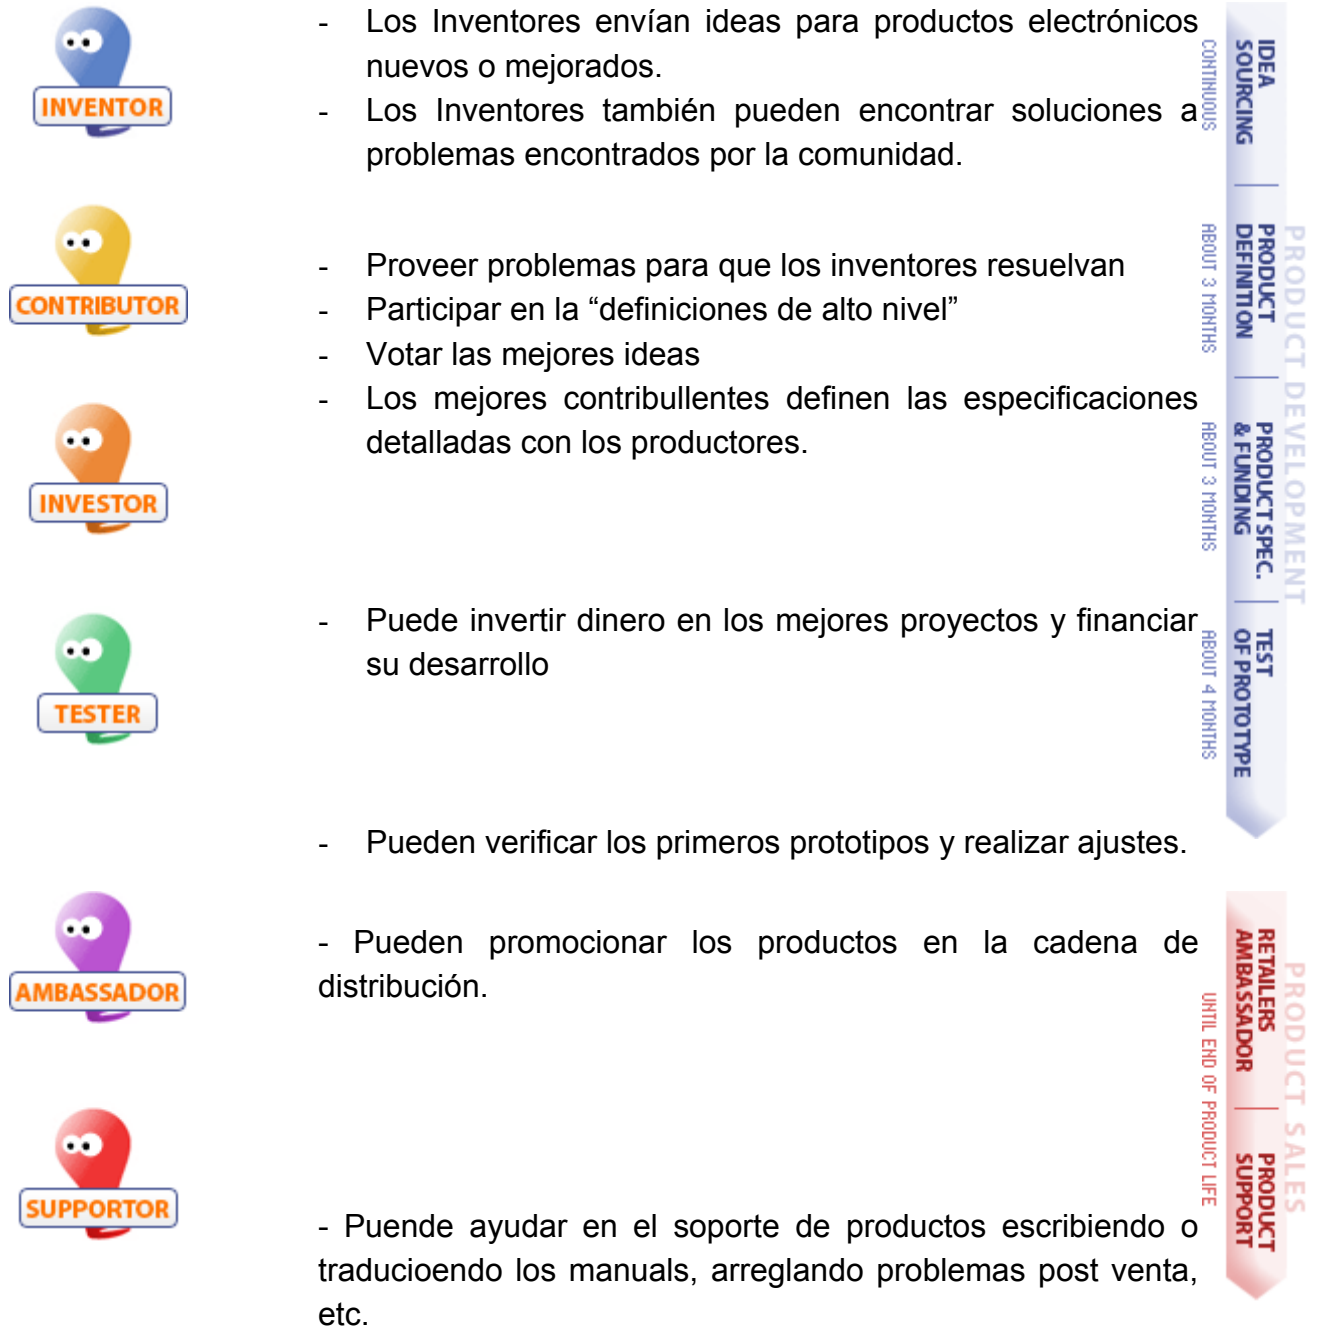 INVENTOR
- Los Inventores envían ideas para productos electrónicos
nuevos o mejorados.
- Los Inventores también pueden encontrar soluciones a
problemas encontrados por la comunidad.
CONTRIBUTOR
- Proveer problemas para que los inventores resuelvan
- Participar en la “definiciones de alto nivel”
- Votar las mejores ideas
- Los mejores contribullentes definen las especificaciones
detalladas con los productores.
INVESTOR
- Puede invertir dinero en los mejores proyectos y financiar
su desarrollo
TESTER
- Pueden verificar los primeros prototipos y realizar ajustes.
AMBASSADOR
- Pueden promocionar los productos en la cadena de
distribución.
SUPPORTOR
- Puende ayudar en el soporte de productos escribiendo o
traducioendo los manuals, arreglando problemas post venta,
etc.
PRODUCT DEVELOPMENT
IDEA
SOURCING
CONTINUOUS
PRODUCT
DEFINITION
ABOUT 3 MONTHS
PRODUCT SPEC.
& FUNDING
ABOUT 3 MONTHS
TEST
OF PROTOTYPE
ABOUT 4 MONTHS
PRODUCT SALES
RETAILERS
AMBASSADOR
PRODUCT
SUPPORT
UNTIL END OF PRODUCT LIFE